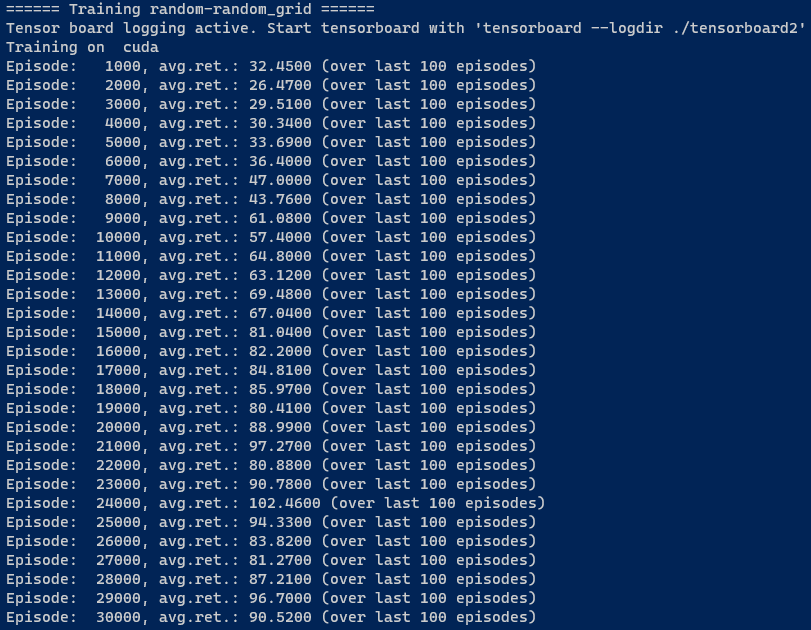 ====== Training random-random_grid ======
Tensor board logging active. Start tensorboard with 'tensorboard --logdir ./tensorboard2'
Training on  cuda
Episode:   1000, avg.ret.: 32.4500 (over last 100 episodes)
Episode:   2000, avg.ret.: 26.4700 (over last 100 episodes)
Episode:   3000, avg.ret.: 29.5100 (over last 100 episodes)
Episode:   4000, avg.ret.: 30.3400 (over last 100 episodes)
Episode:   5000, avg.ret.: 33.6900 (over last 100 episodes)
Episode:   6000, avg.ret.: 36.4000 (over last 100 episodes)
Episode:   7000, avg.ret.: 47.0000 (over last 100 episodes)
Episode:   8000, avg.ret.: 43.7600 (over last 100 episodes)
Episode:   9000, avg.ret.: 61.0800 (over last 100 episodes)
Episode:  10000, avg.ret.: 57.4000 (over last 100 episodes)
Episode:  11000, avg.ret.: 64.8000 (over last 100 episodes)
Episode:  12000, avg.ret.: 63.1200 (over last 100 episodes)
Episode:  13000, avg.ret.: 69.4800 (over last 100 episodes)
Episode:  14000, avg.ret.: 67.0400 (over last 100 episodes)
Episode:  15000, avg.ret.: 81.0400 (over last 100 episodes)
Episode:  16000, avg.ret.: 82.2000 (over last 100 episodes)
Episode:  17000, avg.ret.: 84.8100 (over last 100 episodes)
Episode:  18000, avg.ret.: 85.9700 (over last 100 episodes)
Episode:  19000, avg.ret.: 80.4100 (over last 100 episodes)
Episode:  20000, avg.ret.: 88.9900 (over last 100 episodes)
Episode:  21000, avg.ret.: 97.2700 (over last 100 episodes)
Episode:  22000, avg.ret.: 80.8800 (over last 100 episodes)
Episode:  23000, avg.ret.: 90.7800 (over last 100 episodes)
Episode:  24000, avg.ret.: 102.4600 (over last 100 episodes)
Episode:  25000, avg.ret.: 94.3300 (over last 100 episodes)
Episode:  26000, avg.ret.: 83.8200 (over last 100 episodes)
Episode:  27000, avg.ret.: 81.2700 (over last 100 episodes)
Episode:  28000, avg.ret.: 87.2100 (over last 100 episodes)
Episode:  29000, avg.ret.: 96.7000 (over last 100 episodes)
Episode:  30000, avg.ret.: 90.5200 (over last 100 episodes)